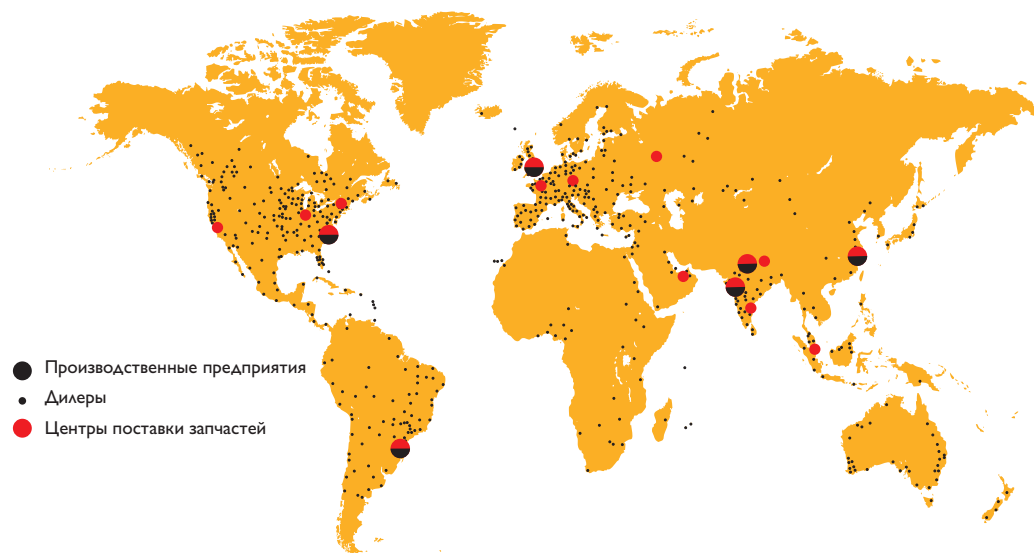 Производственные предприятия
Дилеры
Центры поставки запчастей